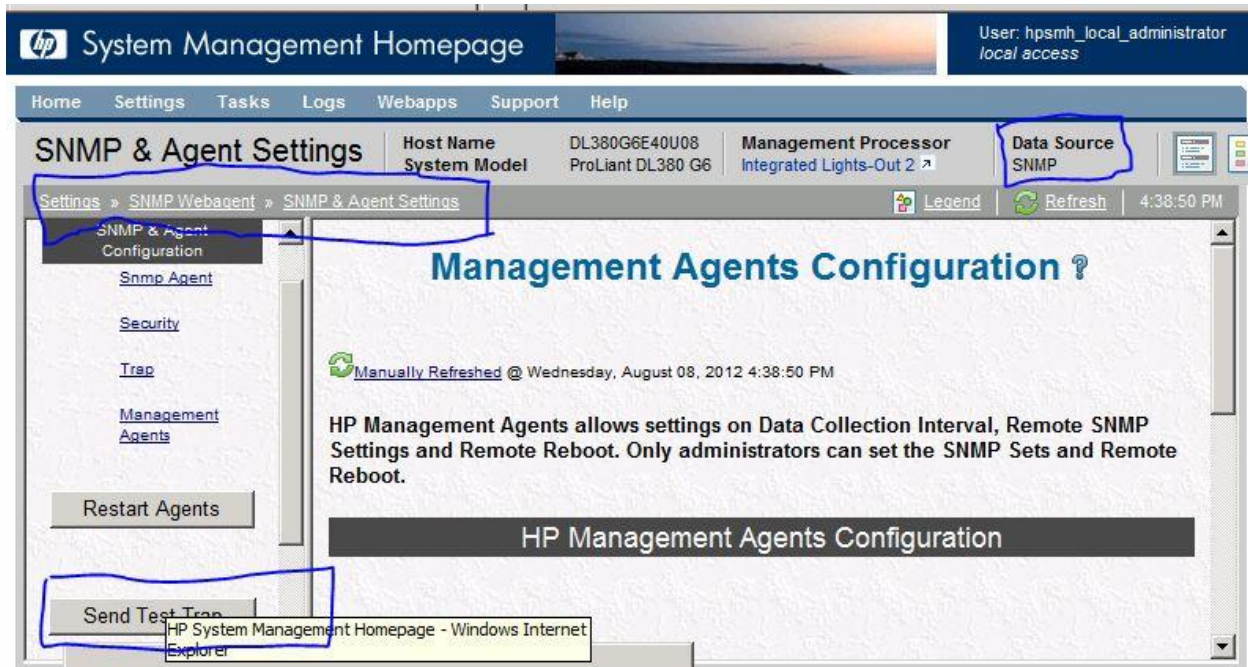 hp System Management Homepage
User: hpsmh_local_administrator
local access
Home Settings Tasks Logs Webapps Support Help
SNMP & Agent Settings
Host Name DL380G6E40U08
System Model ProLiant DL380 G6
Management Processor
Integrated Lights-Out 2
Data Source
SNMP
Settings » SNMP Webagent » SNMP & Agent Settings
Legend Refresh 4:38:50 PM
SNMP & Agent
Configuration
Snmp Agent
Security
Trap
Management
Agents
Restart Agents
Send Test Trap
Management Agents Configuration ?
Manually Refreshed @ Wednesday, August 08, 2012 4:38:50 PM
HP Management Agents allows settings on Data Collection Interval, Remote SNMP
Settings and Remote Reboot. Only administrators can set the SNMP Sets and Remote
Reboot.
HP Management Agents Configuration
HP System Management Homepage - Windows Internet
Explorer